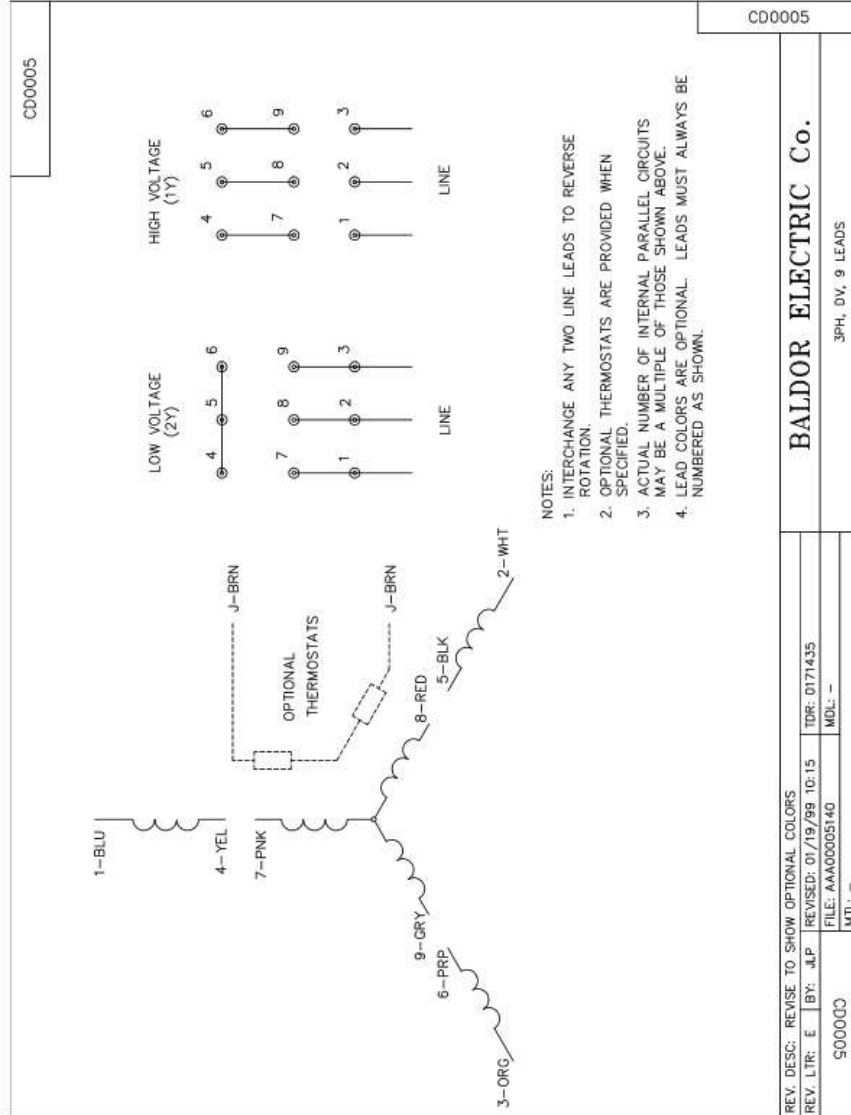 CD0005
CD0005
1-BLU
4-YEL
7-PNK
9-GRY
6-PRP
3-ORG
8-RED
5-BLK
2-WHT
J-BRN
OPTIONAL
THERMOSTATS
J-BRN
LOW VOLTAGE
(2Y)
4 5 6
7 8 9
1 2 3
LINE
HIGH VOLTAGE
(1Y)
4 5 6
7 8 9
1 2 3
LINE
NOTES:
1. INTERCHANGE ANY TWO LINE LEADS TO REVERSE
ROTATION.
2. OPTIONAL THERMOSTATS ARE PROVIDED WHEN
SPECIFIED.
3. ACTUAL NUMBER OF INTERNAL PARALLEL CIRCUITS
MAY BE A MULTIPLE OF THOSE SHOWN ABOVE.
4. LEAD COLORS ARE OPTIONAL. LEADS MUST ALWAYS BE
NUMBERED AS SHOWN.
REV. DESC: REVISE TO SHOW OPTIONAL COLORS
REV. LTR: E BY: JLP REVISED: 01/19/99 10:15 TDR: 0171435
CD0005
FILE: AAA00005140 MDL: -
MTL: -
BALDOR ELECTRIC Co.
3PH, DV, 9 LEADS